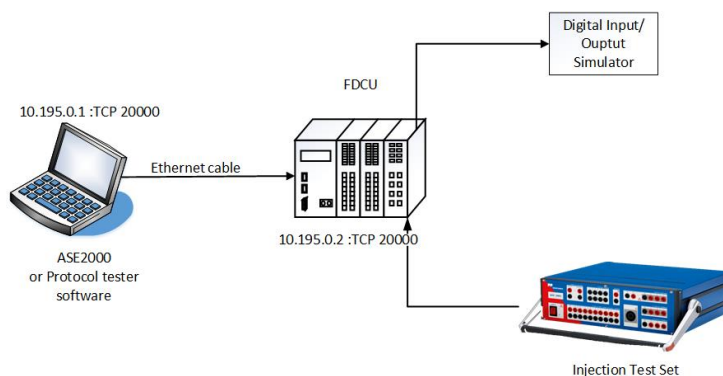 Digital Input/
Ouptut
Simulator
FDCU
10.195.0.1 :TCP 20000
Ethernet cable
10.195.0.2 :TCP 20000
ASE2000
or Protocol tester
software
Injection Test Set